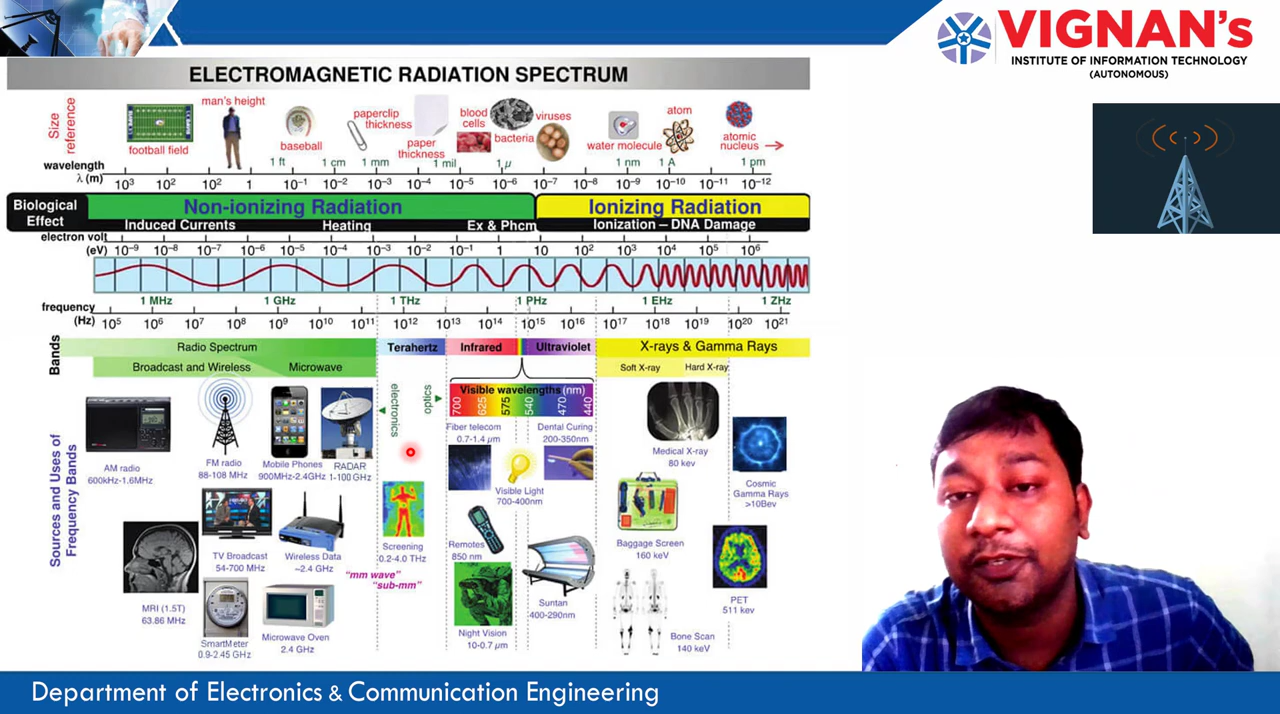 VIGNAN's
INSTITUTE OF INFORMATION TECHNOLOGY
(AUTONOMOUS)
ELECTROMAGNETIC RADIATION SPECTRUM
Size
reference
football field
man's height
baseball
paperclip
thickness
paper
thickness
blood
cells
bacteria
viruses
water molecule
atom
atomic
nucleus
1 ft 1 cm 1 mm 1 mil 1 µ 1 nm 1 A 1 pm
wavelength
λ (m)
10³ 10² 10² 1 10⁻¹ 10⁻² 10⁻³ 10⁻⁴ 10⁻⁵ 10⁻⁶ 10⁻⁷ 10⁻⁸ 10⁻⁹ 10⁻¹⁰ 10⁻¹¹ 10⁻¹²
Biological
Effect
Non-ionizing Radiation
Induced Currents Heating Ex & Phcm
Ionizing Radiation
Ionization – DNA Damage
electron volt
(eV) 10⁻⁹ 10⁻⁸ 10⁻⁷ 10⁻⁶ 10⁻⁵ 10⁻⁴ 10⁻³ 10⁻² 10⁻¹ 1 10 10² 10³ 10⁴ 10⁵ 10⁶
1 MHz 1 GHz 1 THz 1 PHz 1 EHz 1 ZHz
frequency
(Hz) 10⁵ 10⁶ 10⁷ 10⁸ 10⁹ 10¹⁰ 10¹¹ 10¹² 10¹³ 10¹⁴ 10¹⁵ 10¹⁶ 10¹⁷ 10¹⁸ 10¹⁹ 10²⁰ 10²¹
Bands
Radio Spectrum Terahertz Infrared Ultraviolet X-rays & Gamma Rays
Broadcast and Wireless Microwave Soft X-ray Hard X-ray
Sources and Uses of
Frequency Bands
AM radio
600kHz-1.6MHz
FM radio
88-108 MHz
Mobile Phones
900MHz-2.4GHz
RADAR
1-100 GHz
TV Broadcast
54-700 MHz
Wireless Data
~2.4 GHz
MRI (1.5T)
63.86 MHz
SmartMeter
0.9-2.45 GHz
Microwave Oven
2.4 GHz
electronics
optics
Screening
0.2-4.0 THz
"mm wave"
"sub-mm"
Visible wavelengths (nm)
700 625 575 540 470 440
Fiber telecom
0.7-1.4 µm
Dental Curing
200-350nm
Visible Light
700-400nm
Remotes
850 nm
Night Vision
10-0.7 µm
Suntan
400-290nm
Medical X-ray
80 kev
Baggage Screen
160 keV
Bone Scan
140 keV
Cosmic
Gamma Rays
>10Bev
PET
511 kev
Department of Electronics & Communication Engineering